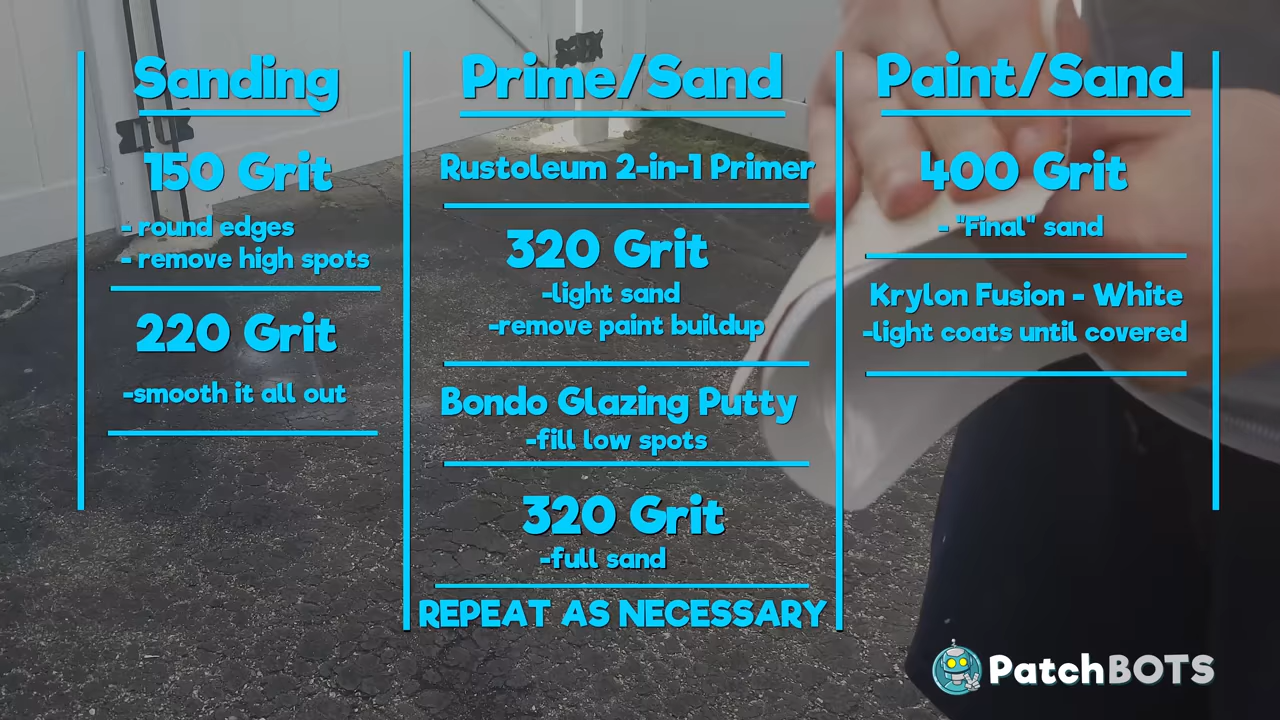 Sanding
150 Grit
- round edges
- remove high spots
220 Grit
-smooth it all out
Prime/Sand
Rustoleum 2-in-1 Primer
320 Grit
-light sand
-remove paint buildup
Bondo Glazing Putty
-fill low spots
320 Grit
-full sand
REPEAT AS NECESSARY
Paint/Sand
400 Grit
- "Final" sand
Krylon Fusion - White
-light coats until covered
PatchBOTS